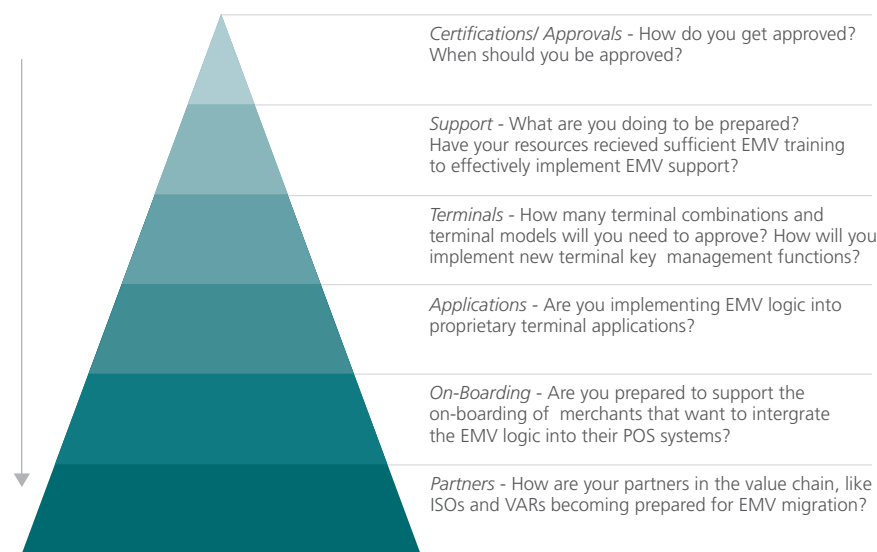 Certifications/ Approvals - How do you get approved?
When should you be approved?
Support - What are you doing to be prepared?
Have your resources recieved sufficient EMV training
to effectively implement EMV support?
Terminals - How many terminal combinations and
terminal models will you need to approve? How will you
implement new terminal key  management functions?
Applications - Are you implementing EMV logic into
proprietary terminal applications?
On-Boarding - Are you prepared to support the
on-boarding of  merchants that want to intergrate
the EMV logic into their POS systems?
Partners - How are your partners in the value chain, like
ISOs and VARs becoming prepared for EMV migration?